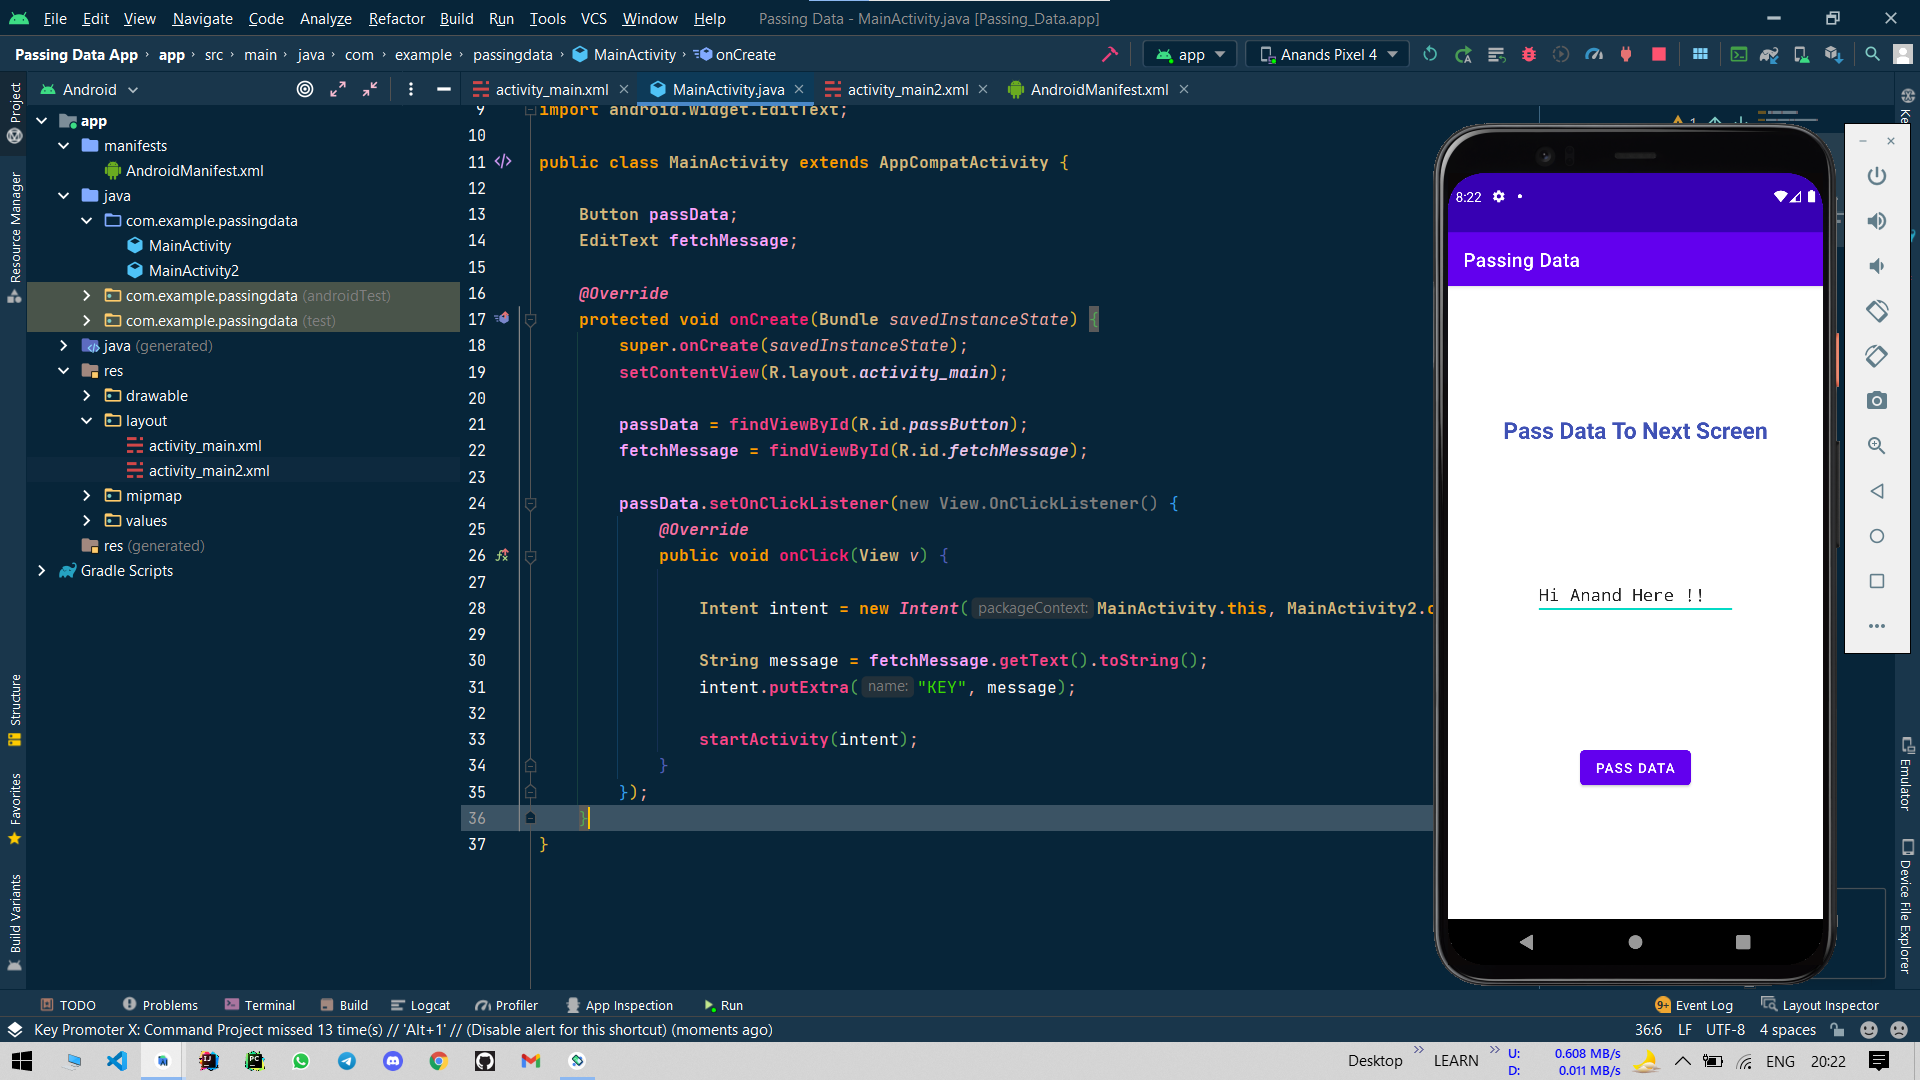 File Edit View Navigate Code Analyze Refactor Build Run Tools VCS Window Help Passing Data - MainActivity.java [Passing_Data.app]
Passing Data App › app › src › main › java › com › example › passingdata › MainActivity › onCreate
app
Anands Pixel 4
Android
activity_main.xml
MainActivity.java
activity_main2.xml
AndroidManifest.xml
Project
Resource Manager
Structure
Favorites
Build Variants
app
manifests
AndroidManifest.xml
java
com.example.passingdata
MainActivity
MainActivity2
com.example.passingdata (androidTest)
com.example.passingdata (test)
java (generated)
res
drawable
layout
activity_main.xml
activity_main2.xml
mipmap
values
res (generated)
Gradle Scripts
9 import android.widget.EditText;
10
11 public class MainActivity extends AppCompatActivity {
12
13 Button passData;
14 EditText fetchMessage;
15
16 @Override
17 protected void onCreate(Bundle savedInstanceState) {
18 super.onCreate(savedInstanceState);
19 setContentView(R.layout.activity_main);
20
21 passData = findViewById(R.id.passButton);
22 fetchMessage = findViewById(R.id.fetchMessage);
23
24 passData.setOnClickListener(new View.OnClickListener() {
25 @Override
26 public void onClick(View v) {
27
28 Intent intent = new Intent( packageContext: MainActivity.this, MainActivity2.
29
30 String message = fetchMessage.getText().toString();
31 intent.putExtra( name: "KEY", message);
32
33 startActivity(intent);
34 }
35 });
36 }
37 }
1
8:22
Passing Data
Pass Data To Next Screen
Hi Anand Here !!
PASS DATA
Emulator
Device File Explorer
TODO Problems Terminal Build Logcat Profiler App Inspection Run
9+ Event Log Layout Inspector
Key Promoter X: Command Project missed 13 time(s) // 'Alt+1' // (Disable alert for this shortcut) (moments ago)
36:6 LF UTF-8 4 spaces
Desktop » LEARN »
U: 0.608 MB/s
D: 0.011 MB/s
ENG 20:22